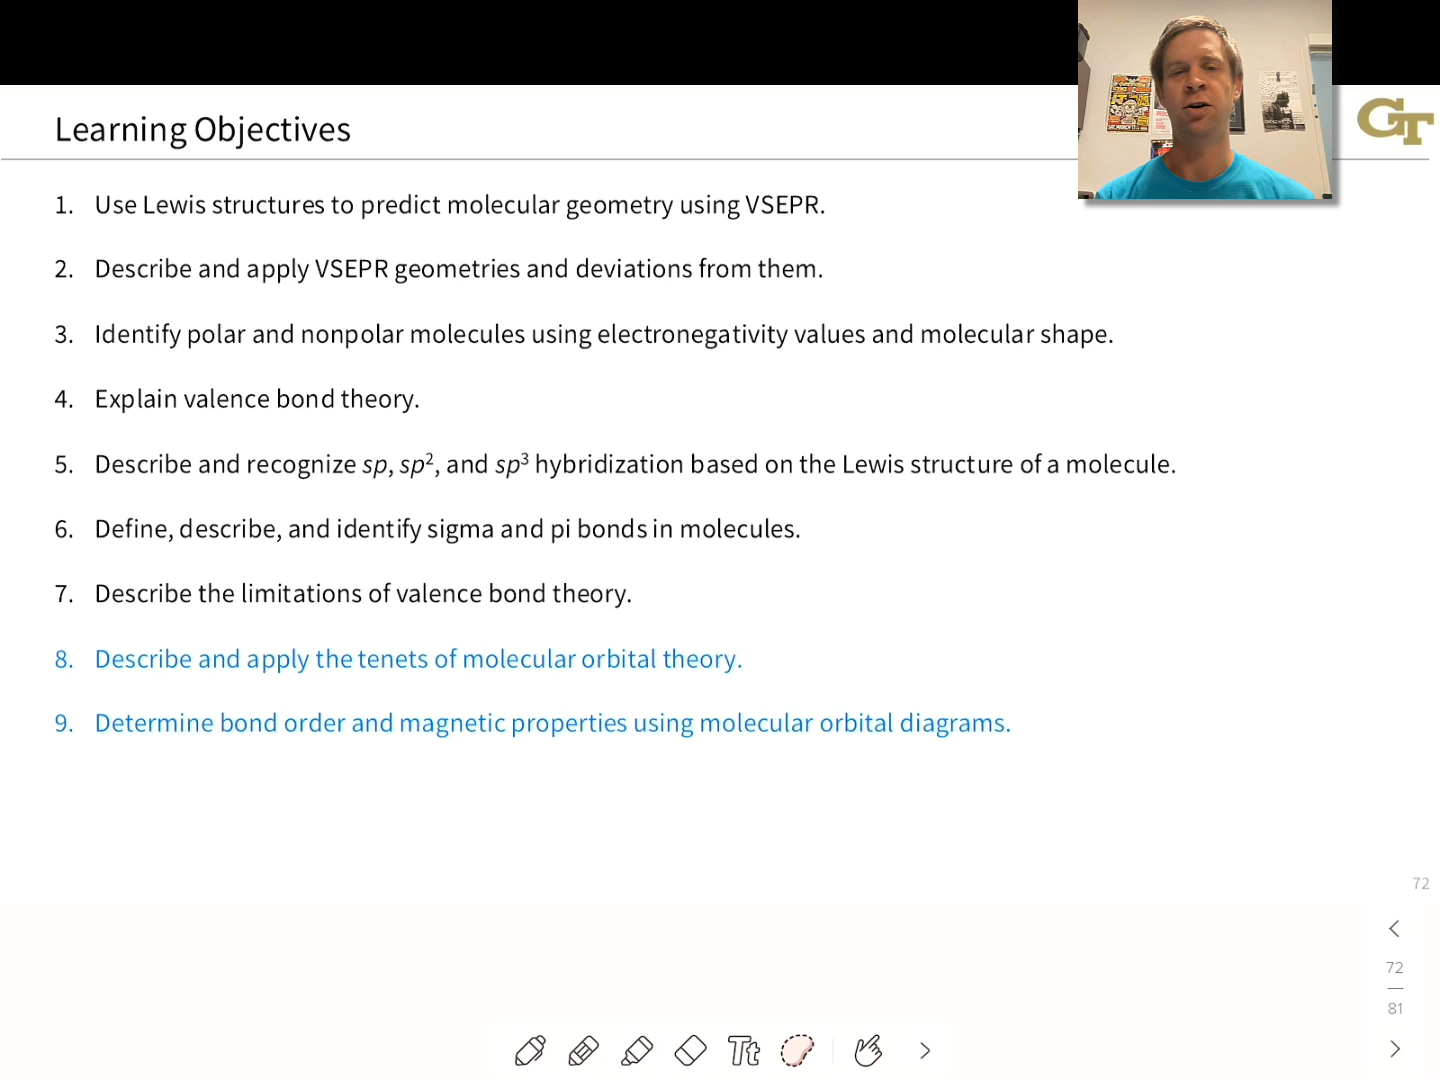 Learning Objectives
GT
1. Use Lewis structures to predict molecular geometry using VSEPR.
2. Describe and apply VSEPR geometries and deviations from them.
3. Identify polar and nonpolar molecules using electronegativity values and molecular shape.
4. Explain valence bond theory.
5. Describe and recognize sp, sp², and sp³ hybridization based on the Lewis structure of a molecule.
6. Define, describe, and identify sigma and pi bonds in molecules.
7. Describe the limitations of valence bond theory.
8. Describe and apply the tenets of molecular orbital theory.
9. Determine bond order and magnetic properties using molecular orbital diagrams.
72
72
81
Tt